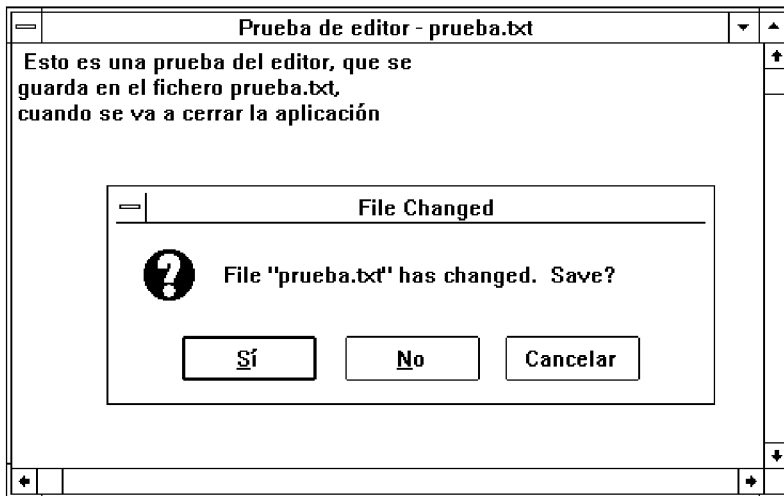 Prueba de editor - prueba.txt
Esto es una prueba del editor, que se
guarda en el fichero prueba.txt,
cuando se va a cerrar la aplicación
File Changed
File "prueba.txt" has changed.  Save?
Sí
No
Cancelar